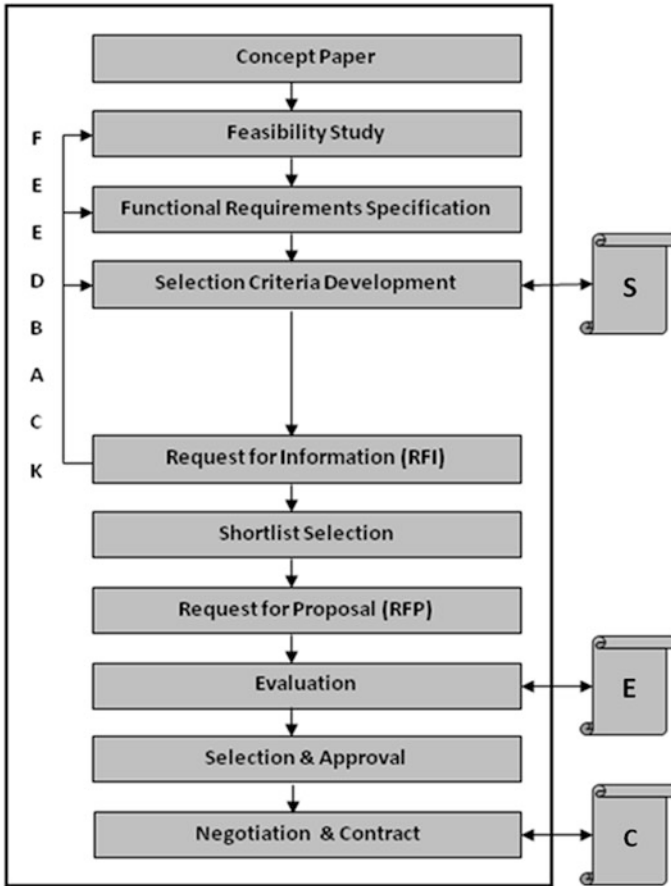 Concept Paper
Feasibility Study
Functional Requirements Specification
Selection Criteria Development
S
Request for Information (RFI)
Shortlist Selection
Request for Proposal (RFP)
Evaluation
E
Selection & Approval
Negotiation & Contract
C
F
E
E
D
B
A
C
K